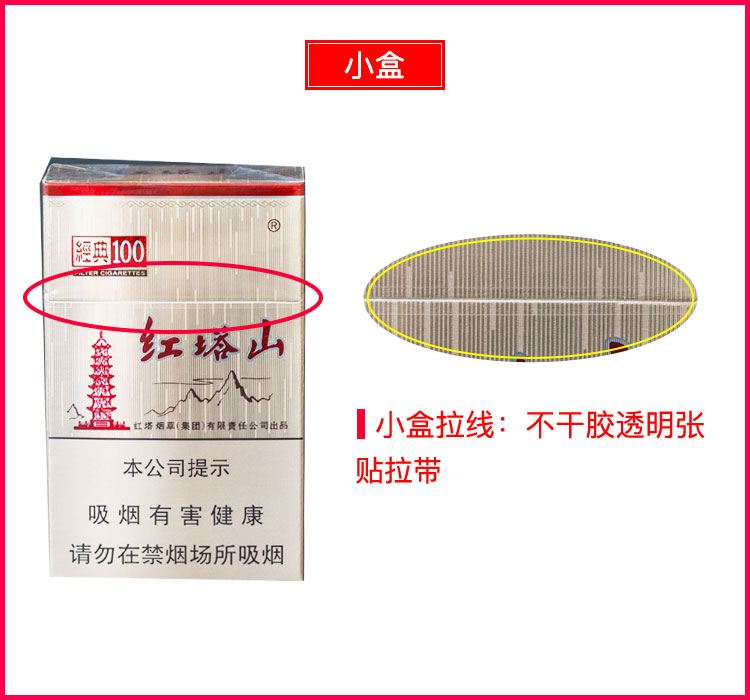 小盒
®
經典100
FILTER CIGARETTES
红塔山
红塔烟草(集团)有限责任公司出品
本公司提示
吸烟有害健康
请勿在禁烟场所吸烟
小盒拉线：不干胶透明张
贴拉带